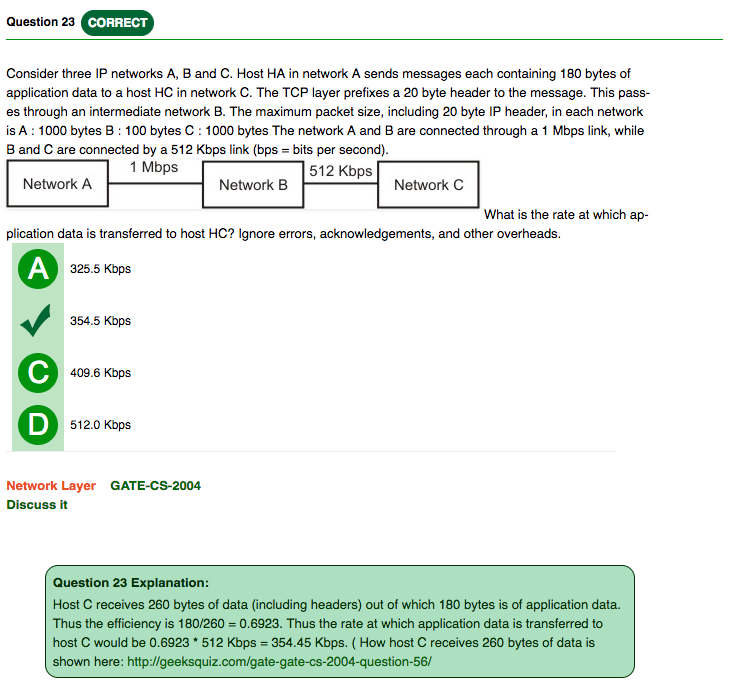 Question 23 CORRECT
Consider three IP networks A, B and C. Host HA in network A sends messages each containing 180 bytes of
application data to a host HC in network C. The TCP layer prefixes a 20 byte header to the message. This pass-
es through an intermediate network B. The maximum packet size, including 20 byte IP header, in each network
is A : 1000 bytes B : 100 bytes C : 1000 bytes The network A and B are connected through a 1 Mbps link, while
B and C are connected by a 512 Kbps link (bps = bits per second).
Network A 1 Mbps Network B 512 Kbps Network C
What is the rate at which ap-
plication data is transferred to host HC? Ignore errors, acknowledgements, and other overheads.
A 325.5 Kbps
354.5 Kbps
C 409.6 Kbps
D 512.0 Kbps
Network Layer GATE-CS-2004
Discuss it
Question 23 Explanation:
Host C receives 260 bytes of data (including headers) out of which 180 bytes is of application data.
Thus the efficiency is 180/260 = 0.6923. Thus the rate at which application data is transferred to
host C would be 0.6923 * 512 Kbps = 354.45 Kbps. ( How host C receives 260 bytes of data is
shown here: http://geeksquiz.com/gate-gate-cs-2004-question-56/